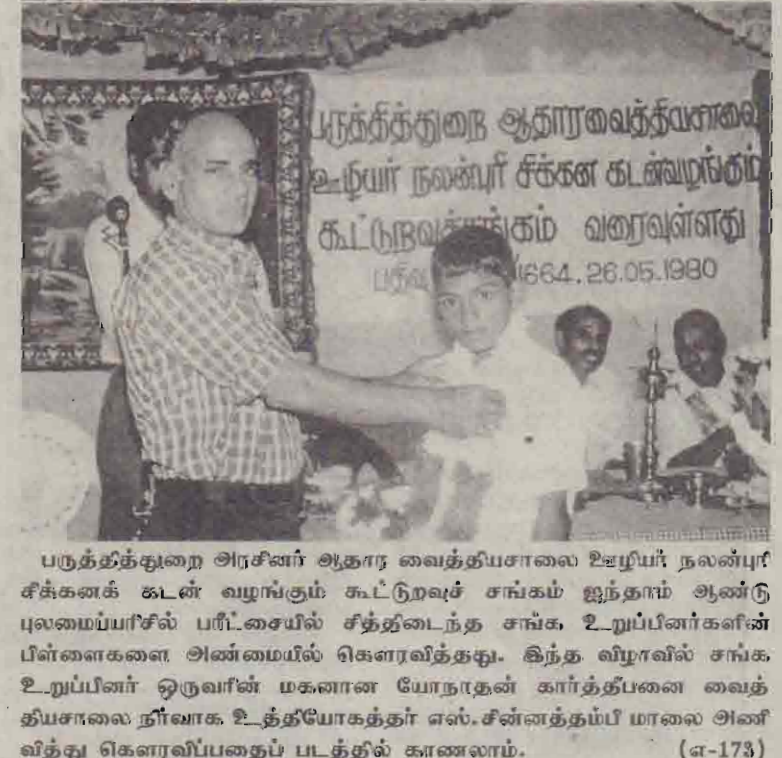 பருத்தித்துறை ஆதாரவைத்தியசாலை
ஊழியர் நலன்புரி சிக்கன கடன்வழங்கும்
கூட்டுறவுச்சங்கம் வரைவுள்ளது
1664.26.05.1980
பருத்தித்துறை அரசினர் ஆதார வைத்தியசாலை ஊழியர் நலன்புரி
சிக்கனக் கடன் வழங்கும் கூட்டுறவுச் சங்கம் ஐந்தாம் ஆண்டு
புலமைப்பரிசில் பரீட்சையில் சித்திடைந்த சங்க உறுப்பினர்களின்
பிள்ளைகளை அண்மையில் கௌரவித்தது. இந்த விழாவில் சங்க
உறுப்பினர் ஒருவரின் மகனான யோநாதன் கார்த்தீபனை வைத்
தியசாலை நிர்வாக உத்தியோகத்தர் எஸ்.சின்னத்தம்பி மாலை அணி
வித்து கௌரவிப்பதைப் படத்தில் காணலாம். (எ-173)